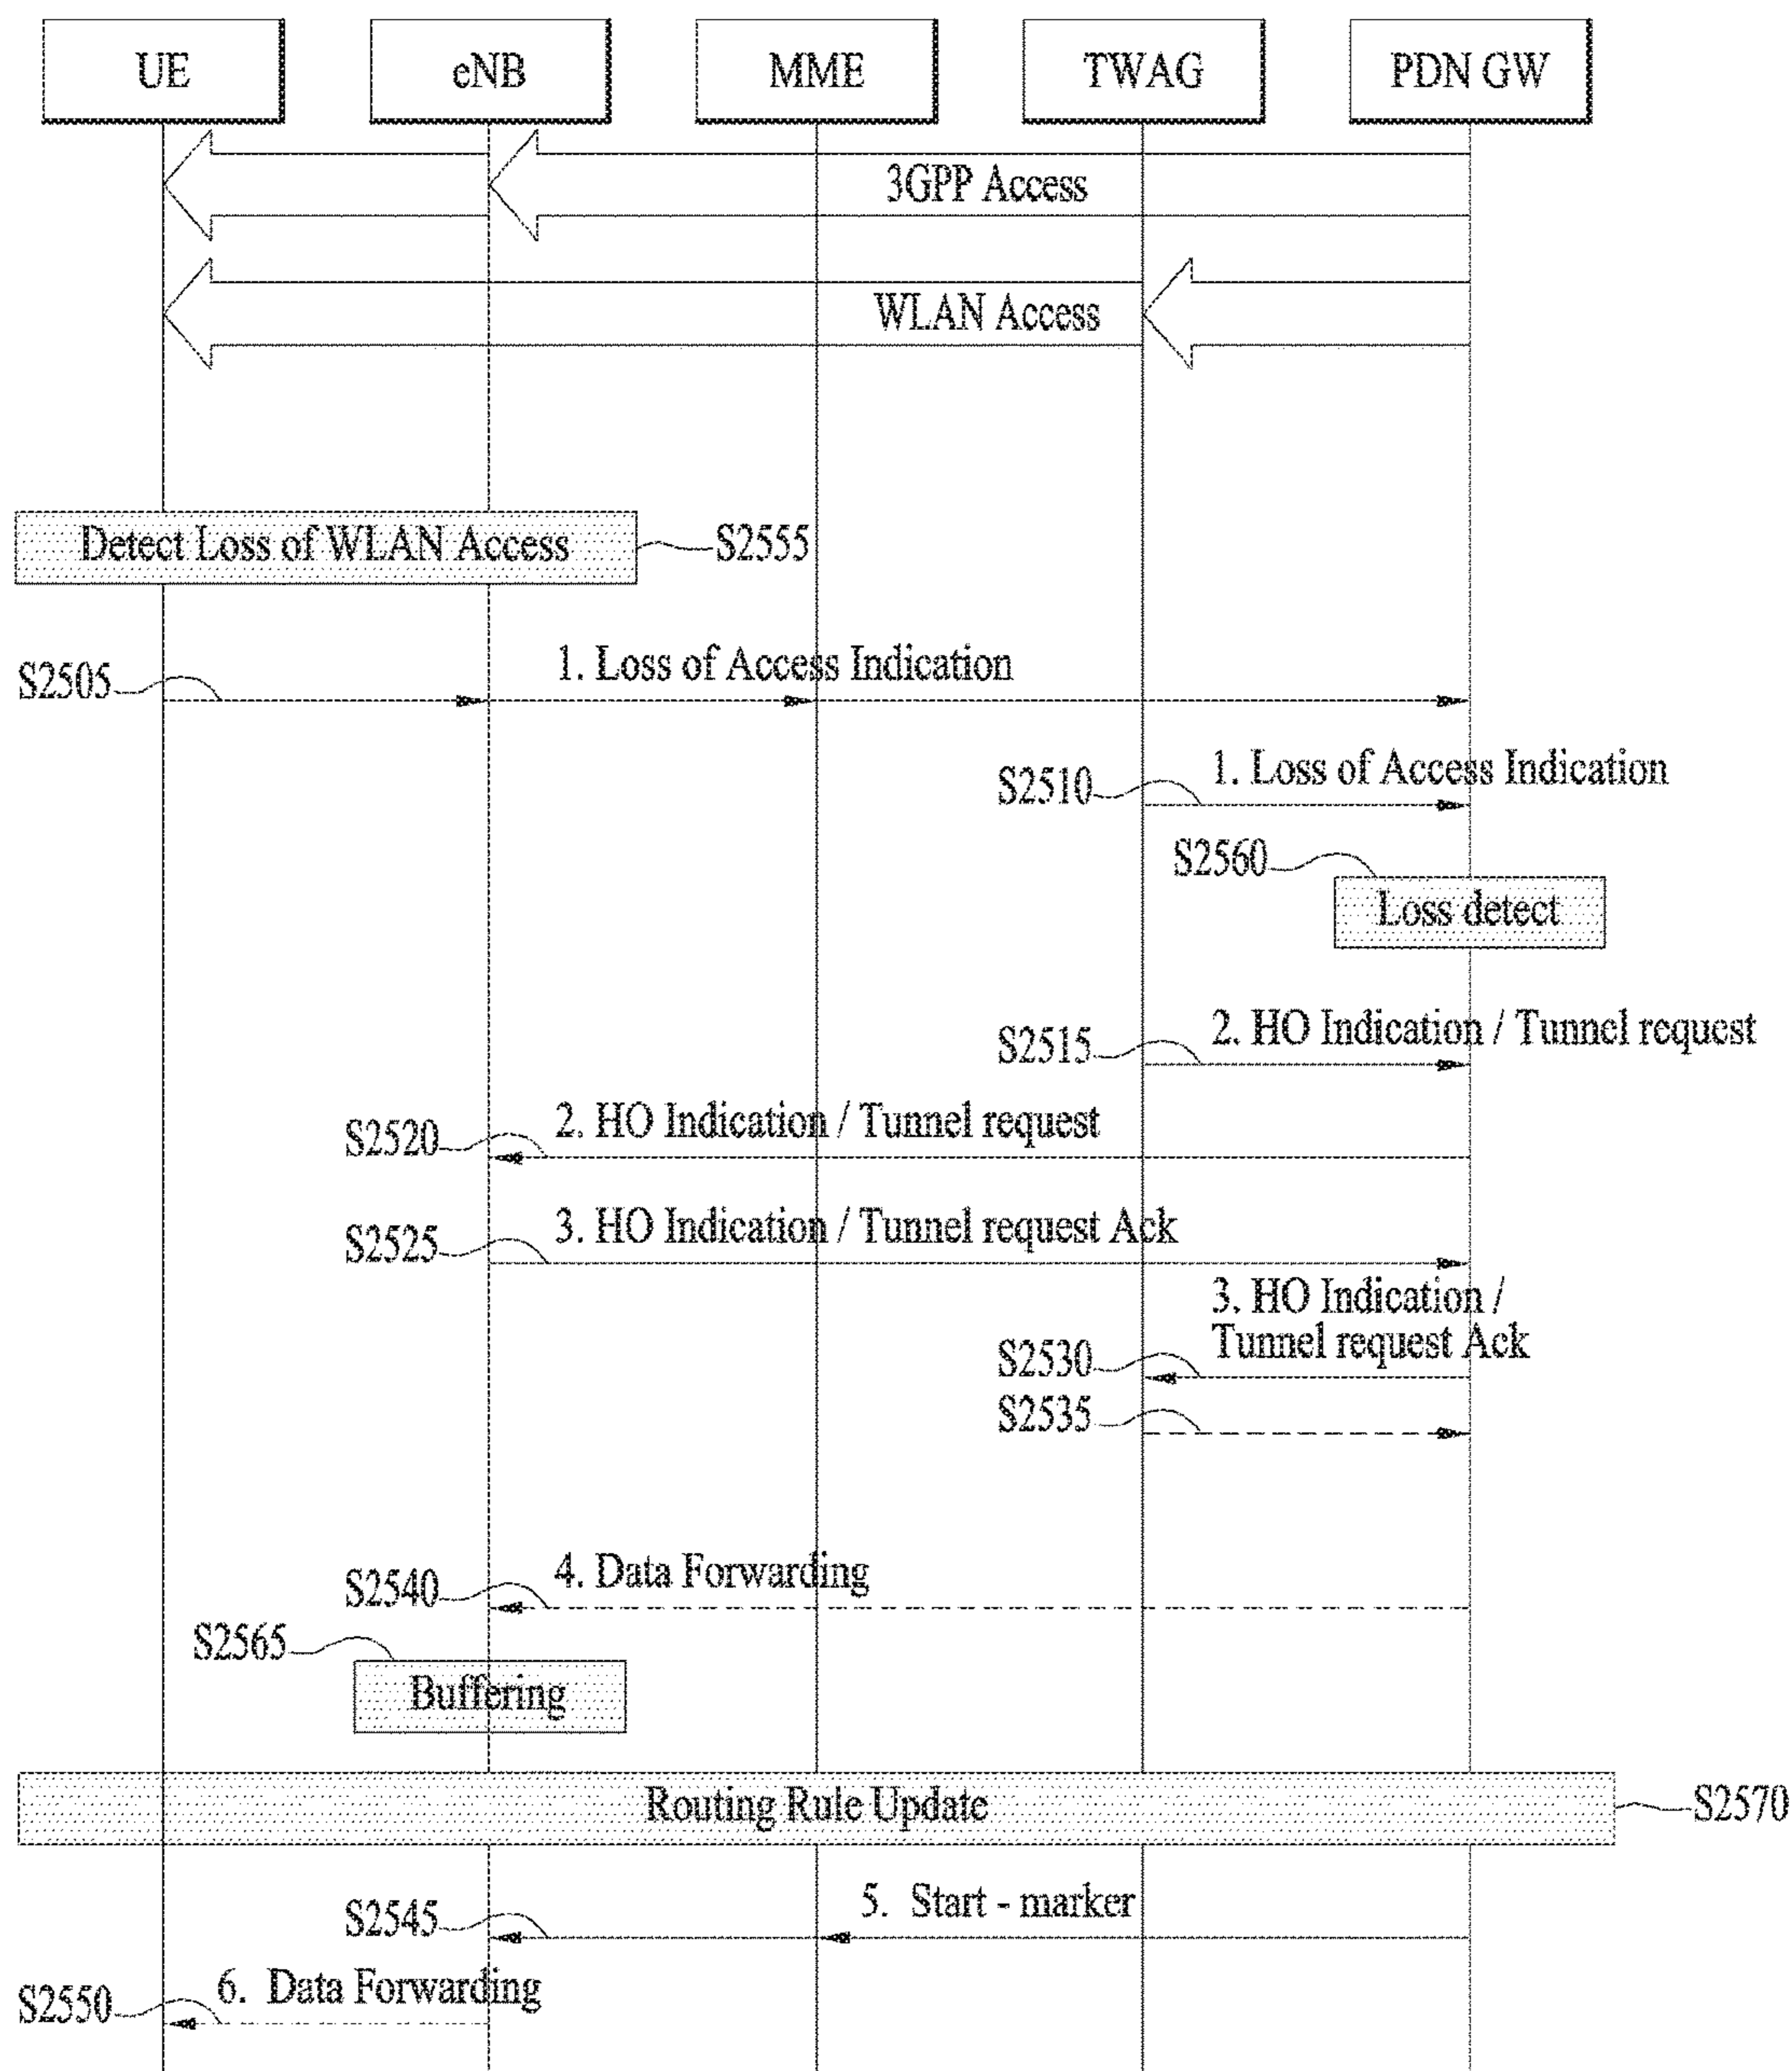 UE
eNB
MME
TWAG
PDN GW
3GPP Access
WLAN Access
Detect Loss of WLAN Access
S2555
S2505
1. Loss of Access Indication
S2510
1. Loss of Access Indication
S2560
Loss detect
S2515
2. HO Indication / Tunnel request
S2520
2. HO Indication / Tunnel request
S2525
3. HO Indication / Tunnel request Ack
3. HO Indication /
Tunnel request Ack
S2530
S2535
S2540
4. Data Forwarding
S2565
Buffering
Routing Rule Update
S2570
S2545
5. Start - marker
S2550
6. Data Forwarding